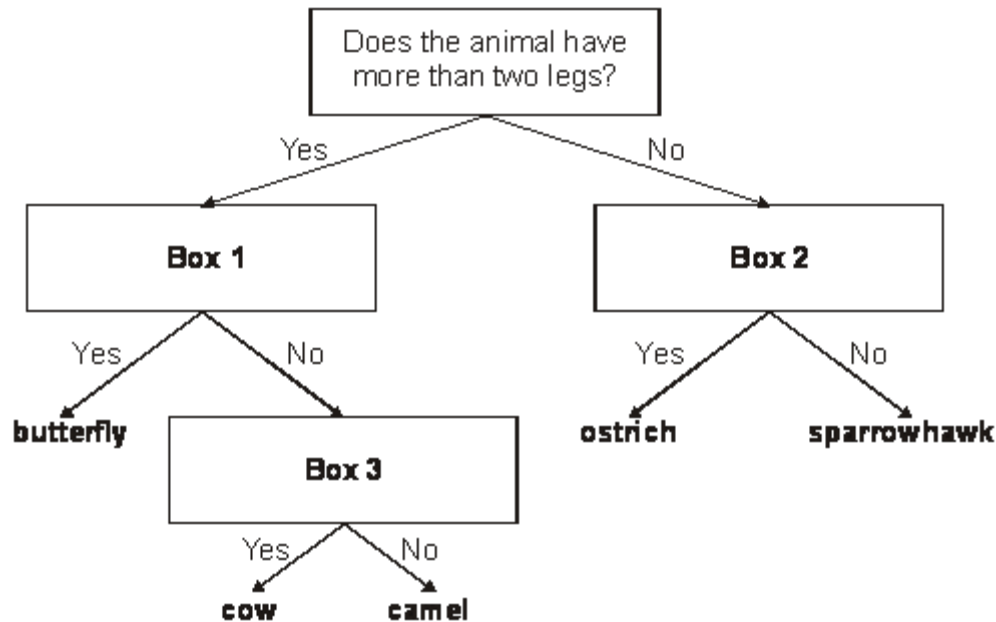 Does the animal have
more than two legs?
Yes
No
Box 1
Box 2
Yes
No
Yes
No
butterfly
ostrich
sparrowhawk
Box 3
Yes
No
cow
camel